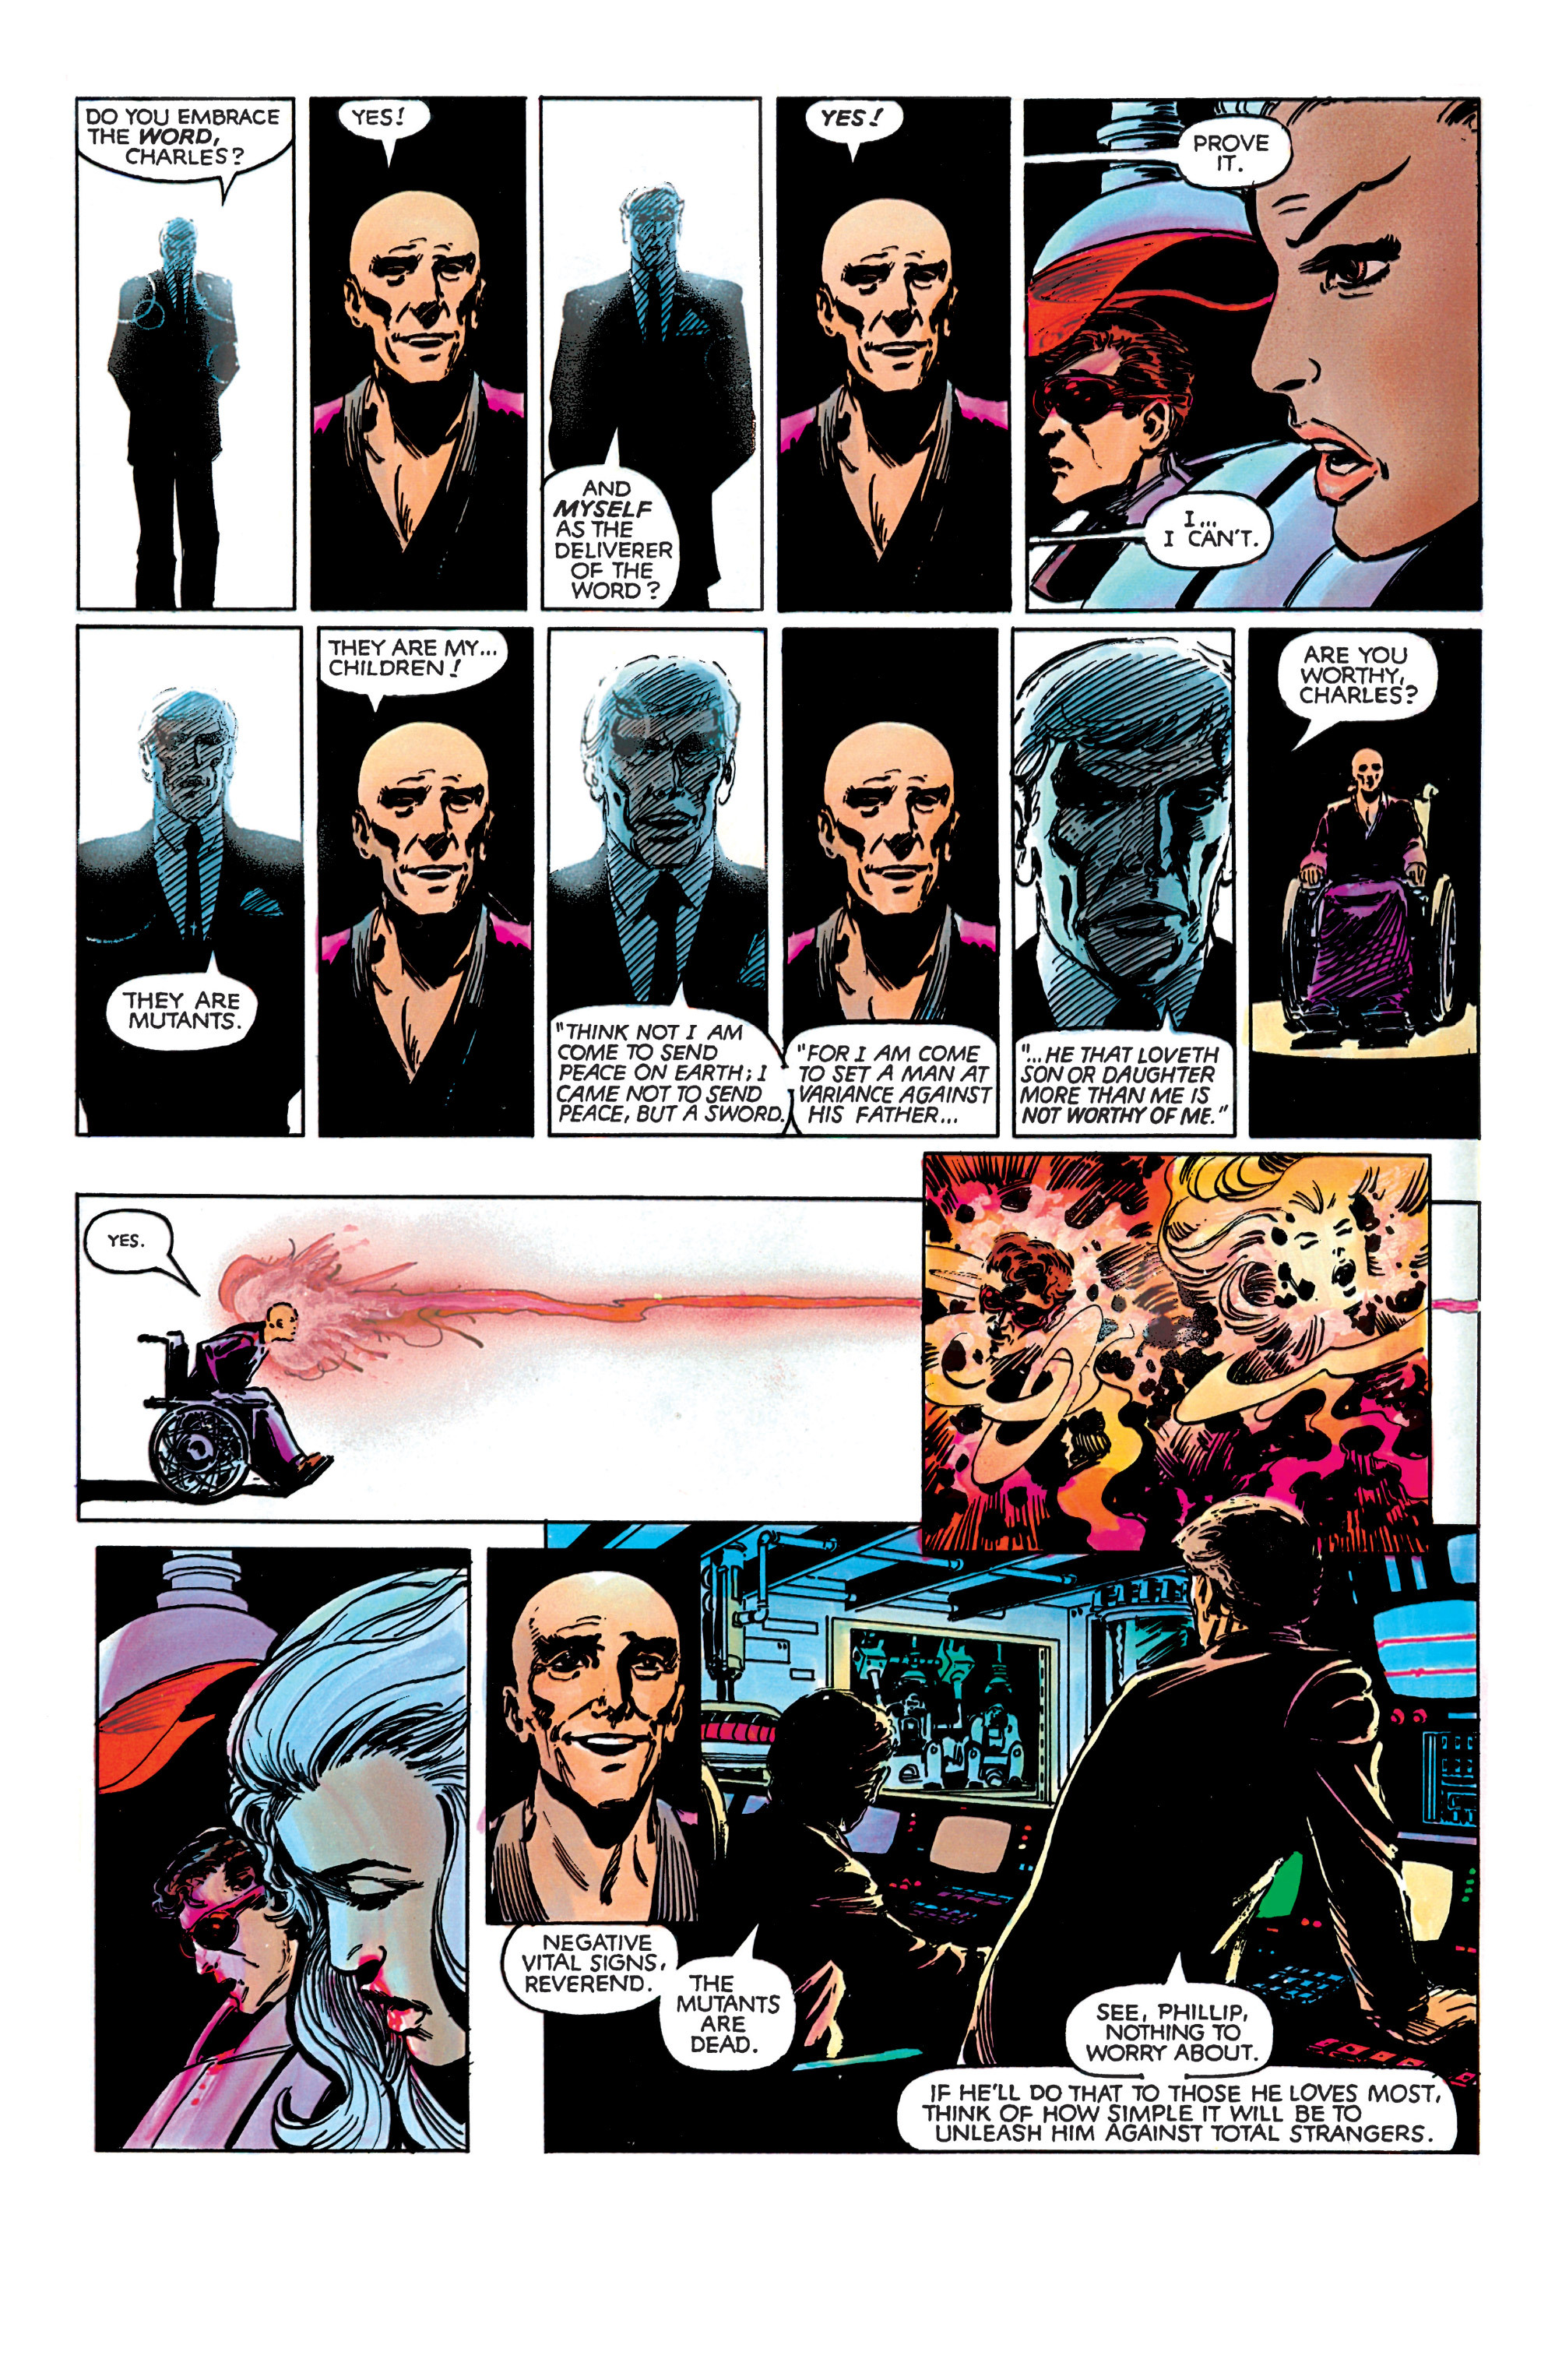 DO YOU EMBRACE
THE WORD,
CHARLES?
YES!
AND
MYSELF
AS THE
DELIVERER
OF THE
WORD?
YES!
PROVE
IT.
I...
I CAN'T.
THEY ARE
MUTANTS.
THEY ARE MY...
CHILDREN!
"THINK NOT I AM
COME TO SEND
PEACE ON EARTH; I
CAME NOT TO SEND
PEACE, BUT A SWORD.
"FOR I AM COME
TO SET A MAN AT
VARIANCE AGAINST
HIS FATHER...
"...HE THAT LOVETH
SON OR DAUGHTER
MORE THAN ME IS
NOT WORTHY OF ME."
ARE YOU
WORTHY,
CHARLES?
YES.
NEGATIVE
VITAL SIGNS,
REVEREND.
THE
MUTANTS
ARE
DEAD.
SEE, PHILLIP,
NOTHING TO
WORRY ABOUT.
IF HE'LL DO THAT TO THOSE HE LOVES MOST,
THINK OF HOW SIMPLE IT WILL BE TO
UNLEASH HIM AGAINST TOTAL STRANGERS.